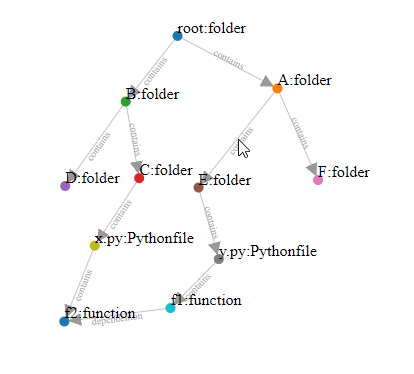 root:folder
contains
contains
A:folder
B:folder
contains
contains
contains
contains
D:folder
C:folder
E:folder
F:folder
contains
contains
x.py:Pythonfile
y.py:Pythonfile
contains
contains
f1:function
f2:function
dependention